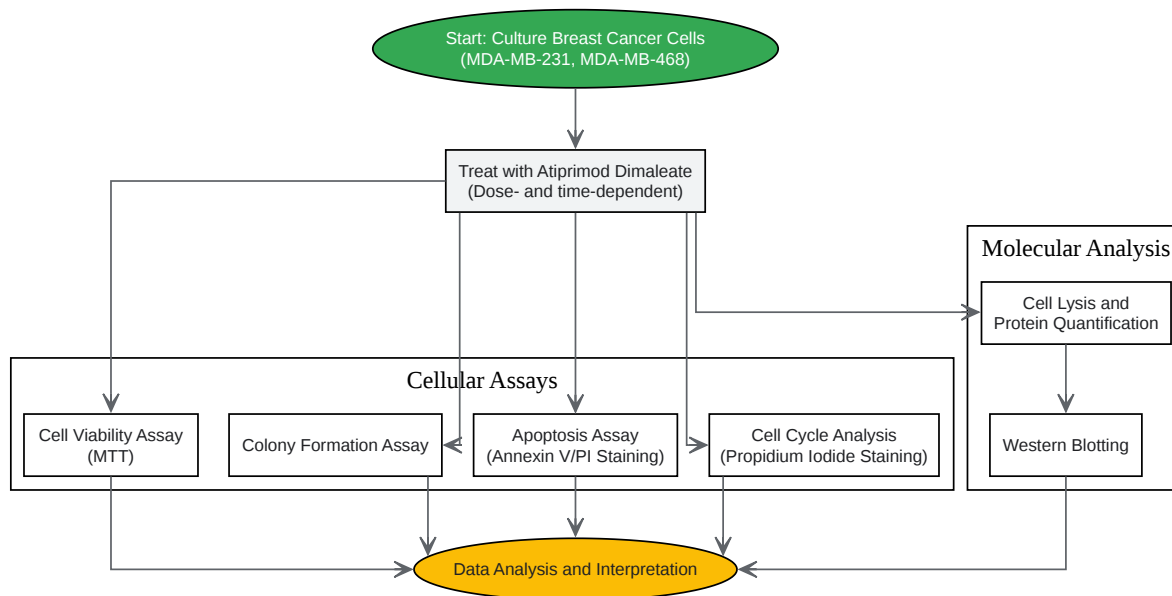 Start: Culture Breast Cancer Cells
(MDA-MB-231, MDA-MB-468)
Treat with Atiprimod Dimaleate
(Dose- and time-dependent)
Molecular Analysis
Cell Lysis and
Protein Quantification
Cellular Assays
Cell Viability Assay
(MTT)
Colony Formation Assay
Apoptosis Assay
(Annexin V/PI Staining)
Cell Cycle Analysis
(Propidium Iodide Staining)
Western Blotting
Data Analysis and Interpretation